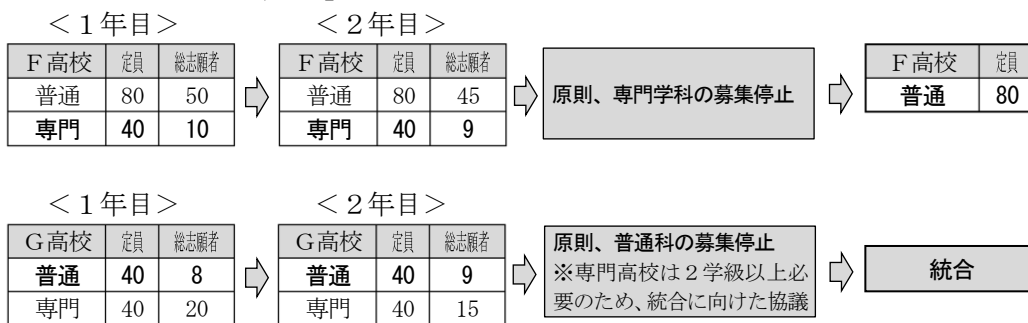 <1年目>
<2年目>
F高校 定員 総志願者
普通 80 50
専門 40 10
F高校 定員 総志願者
普通 80 45
専門 40 9
原則、専門学科の募集停止
F高校 定員
普通 80
<1年目>
<2年目>
G高校 定員 総志願者
普通 40 8
専門 40 20
G高校 定員 総志願者
普通 40 9
専門 40 15
原則、普通科の募集停止
※専門高校は2学級以上必
要のため、統合に向けた協議
統合